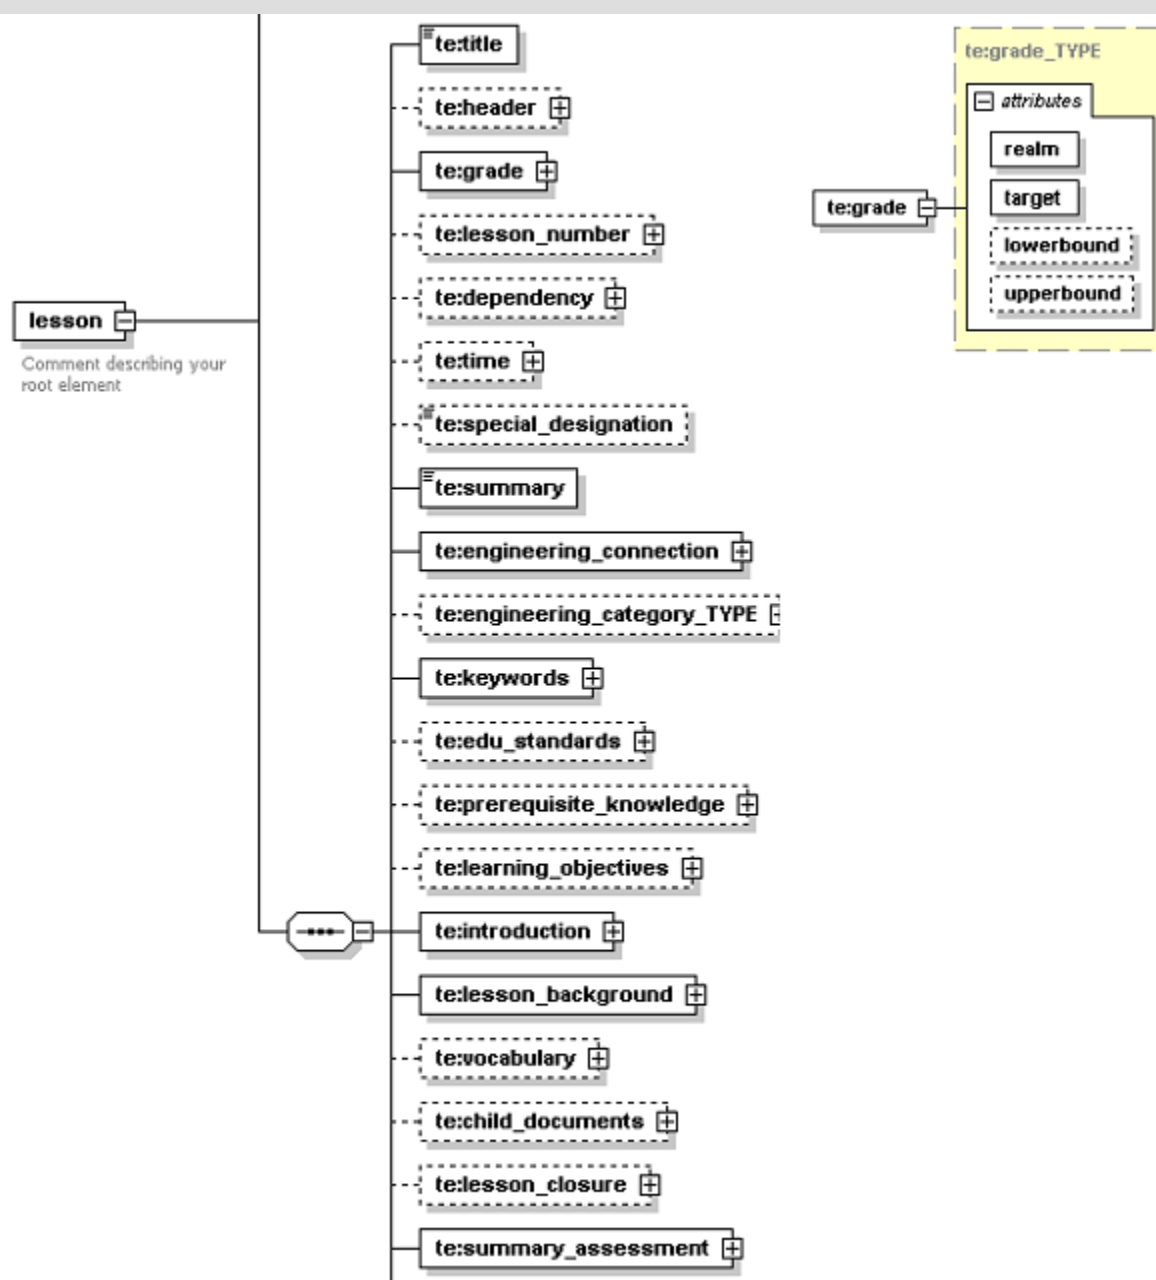 te:title
te:header
te:grade
te:lesson_number
te:dependency
te:time
te:special_designation
te:summary
te:engineering_connection
te:engineering_category_TYPE
te:keywords
te:edu_standards
te:prerequisite_knowledge
te:learning_objectives
te:introduction
te:lesson_background
te:vocabulary
te:child_documents
te:lesson_closure
te:summary_assessment
lesson
Comment describing your
root element
te:grade_TYPE
attributes
realm
target
lowerbound
upperbound
te:grade